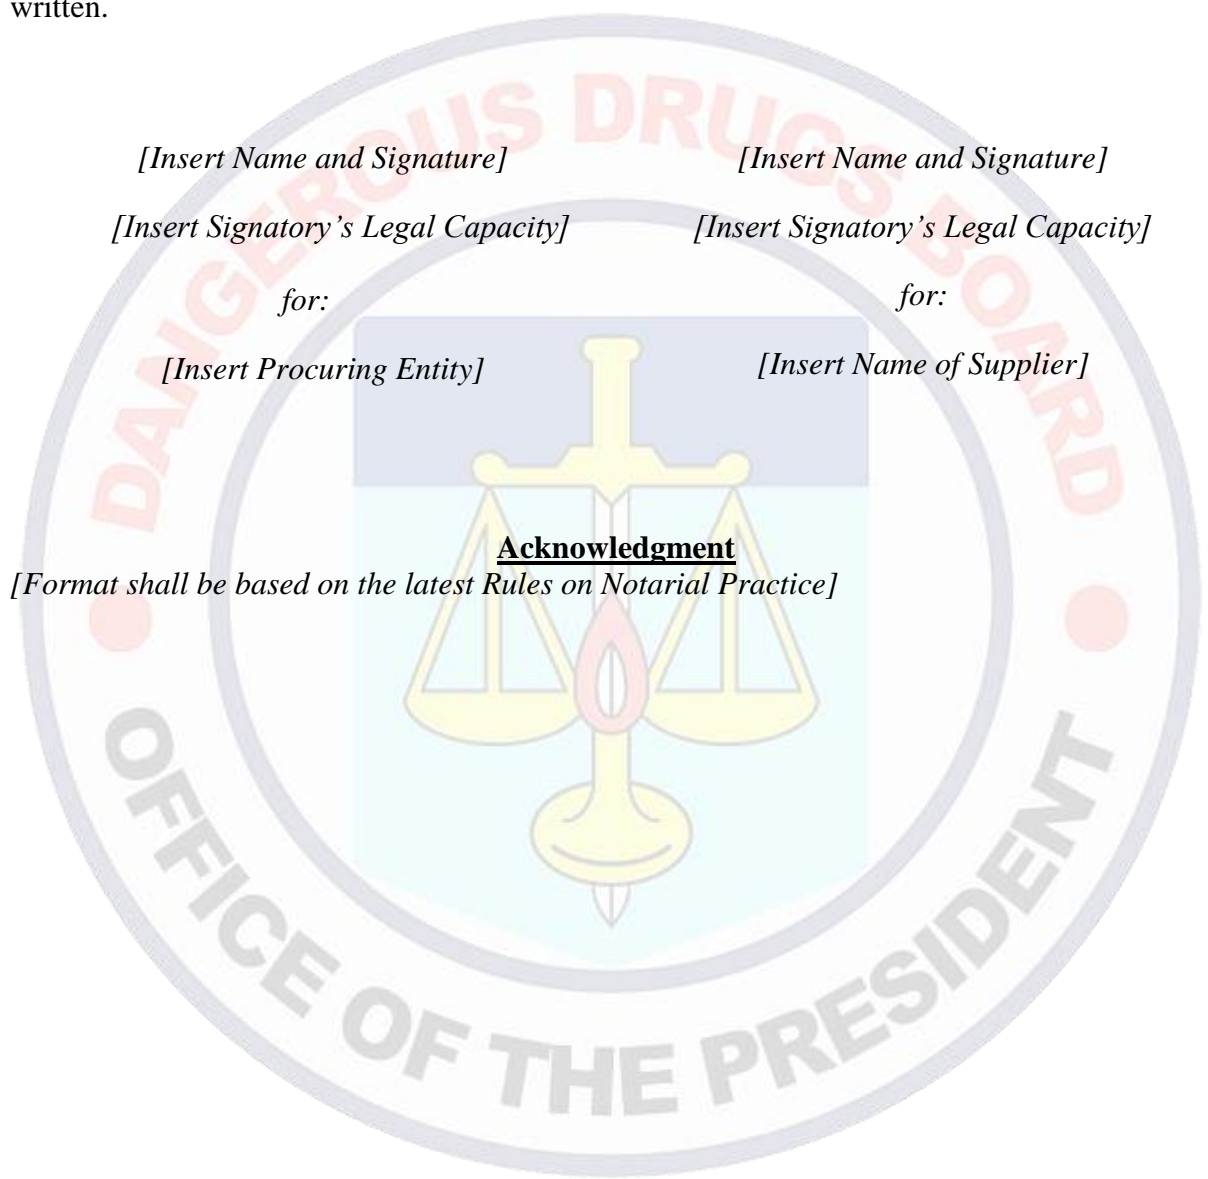 written.
[Insert Name and Signature]
[Insert Signatory’s Legal Capacity]
for:
[Insert Procuring Entity]
[Insert Name and Signature]
[Insert Signatory’s Legal Capacity]
for:
[Insert Name of Supplier]
Acknowledgment
[Format shall be based on the latest Rules on Notarial Practice]
DANGEROUS DRUGS BOARD
OFFICE OF THE PRESIDENT